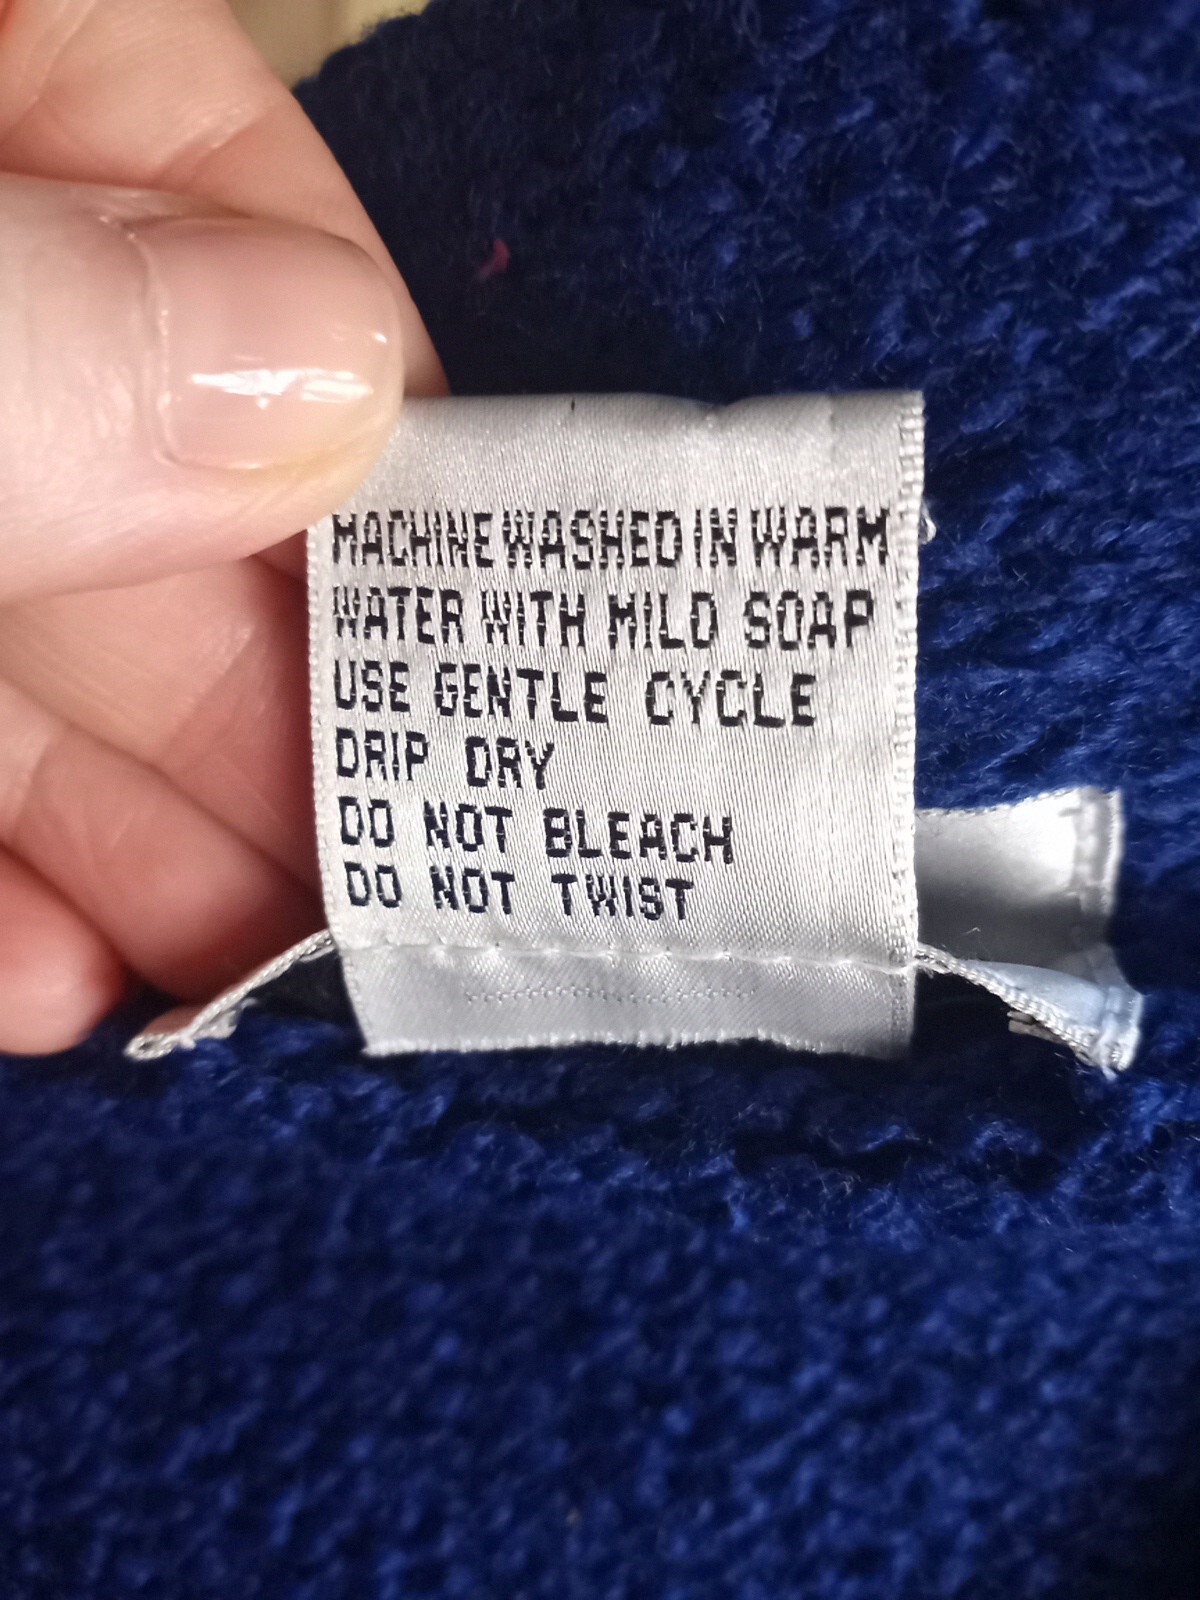 MACHINE WASHED IN WARM
WATER WITH MILD SOAP
USE GENTLE CYCLE
DRIP DRY
DO NOT BLEACH
DO NOT TWIST